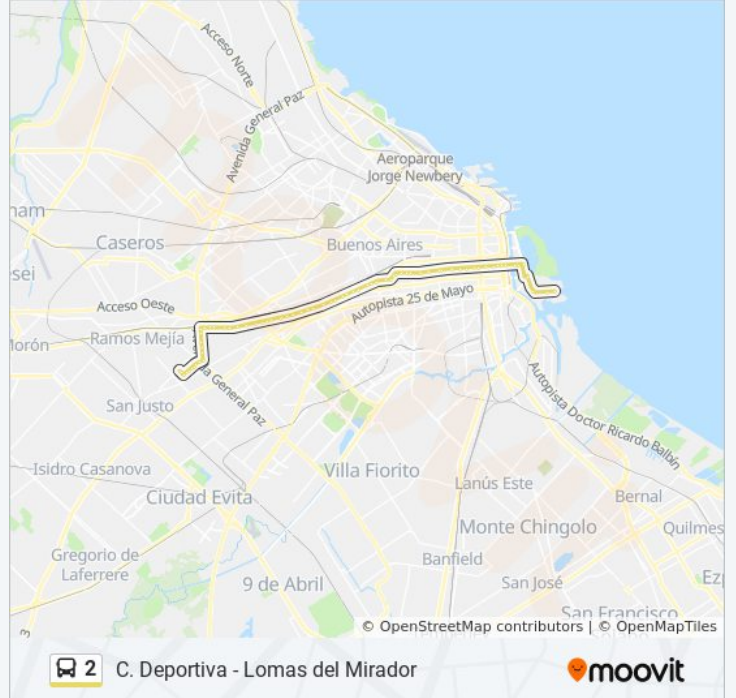 Acceso Norte
Avenida General Paz
Aeroparque
Jorge Newbery
ham
Caseros
Buenos Aires
sei
Acceso Oeste
Autopista 25 de Mayo
Ramos Mejía
Morón
General Paz
San Justo
Autopista Doctor Ricardo Balbín
Isidro Casanova
Villa Fiorito
Lanús Este
Ciudad Evita
Bernal
Monte Chingolo
Quilmes
Gregorio de
Laferrere
Banfield
9 de Abril
San José
Ez
San Francisco
3
© OpenStreetMap contributors | © OpenMapTiles
2 C. Deportiva - Lomas del Mirador
moovit